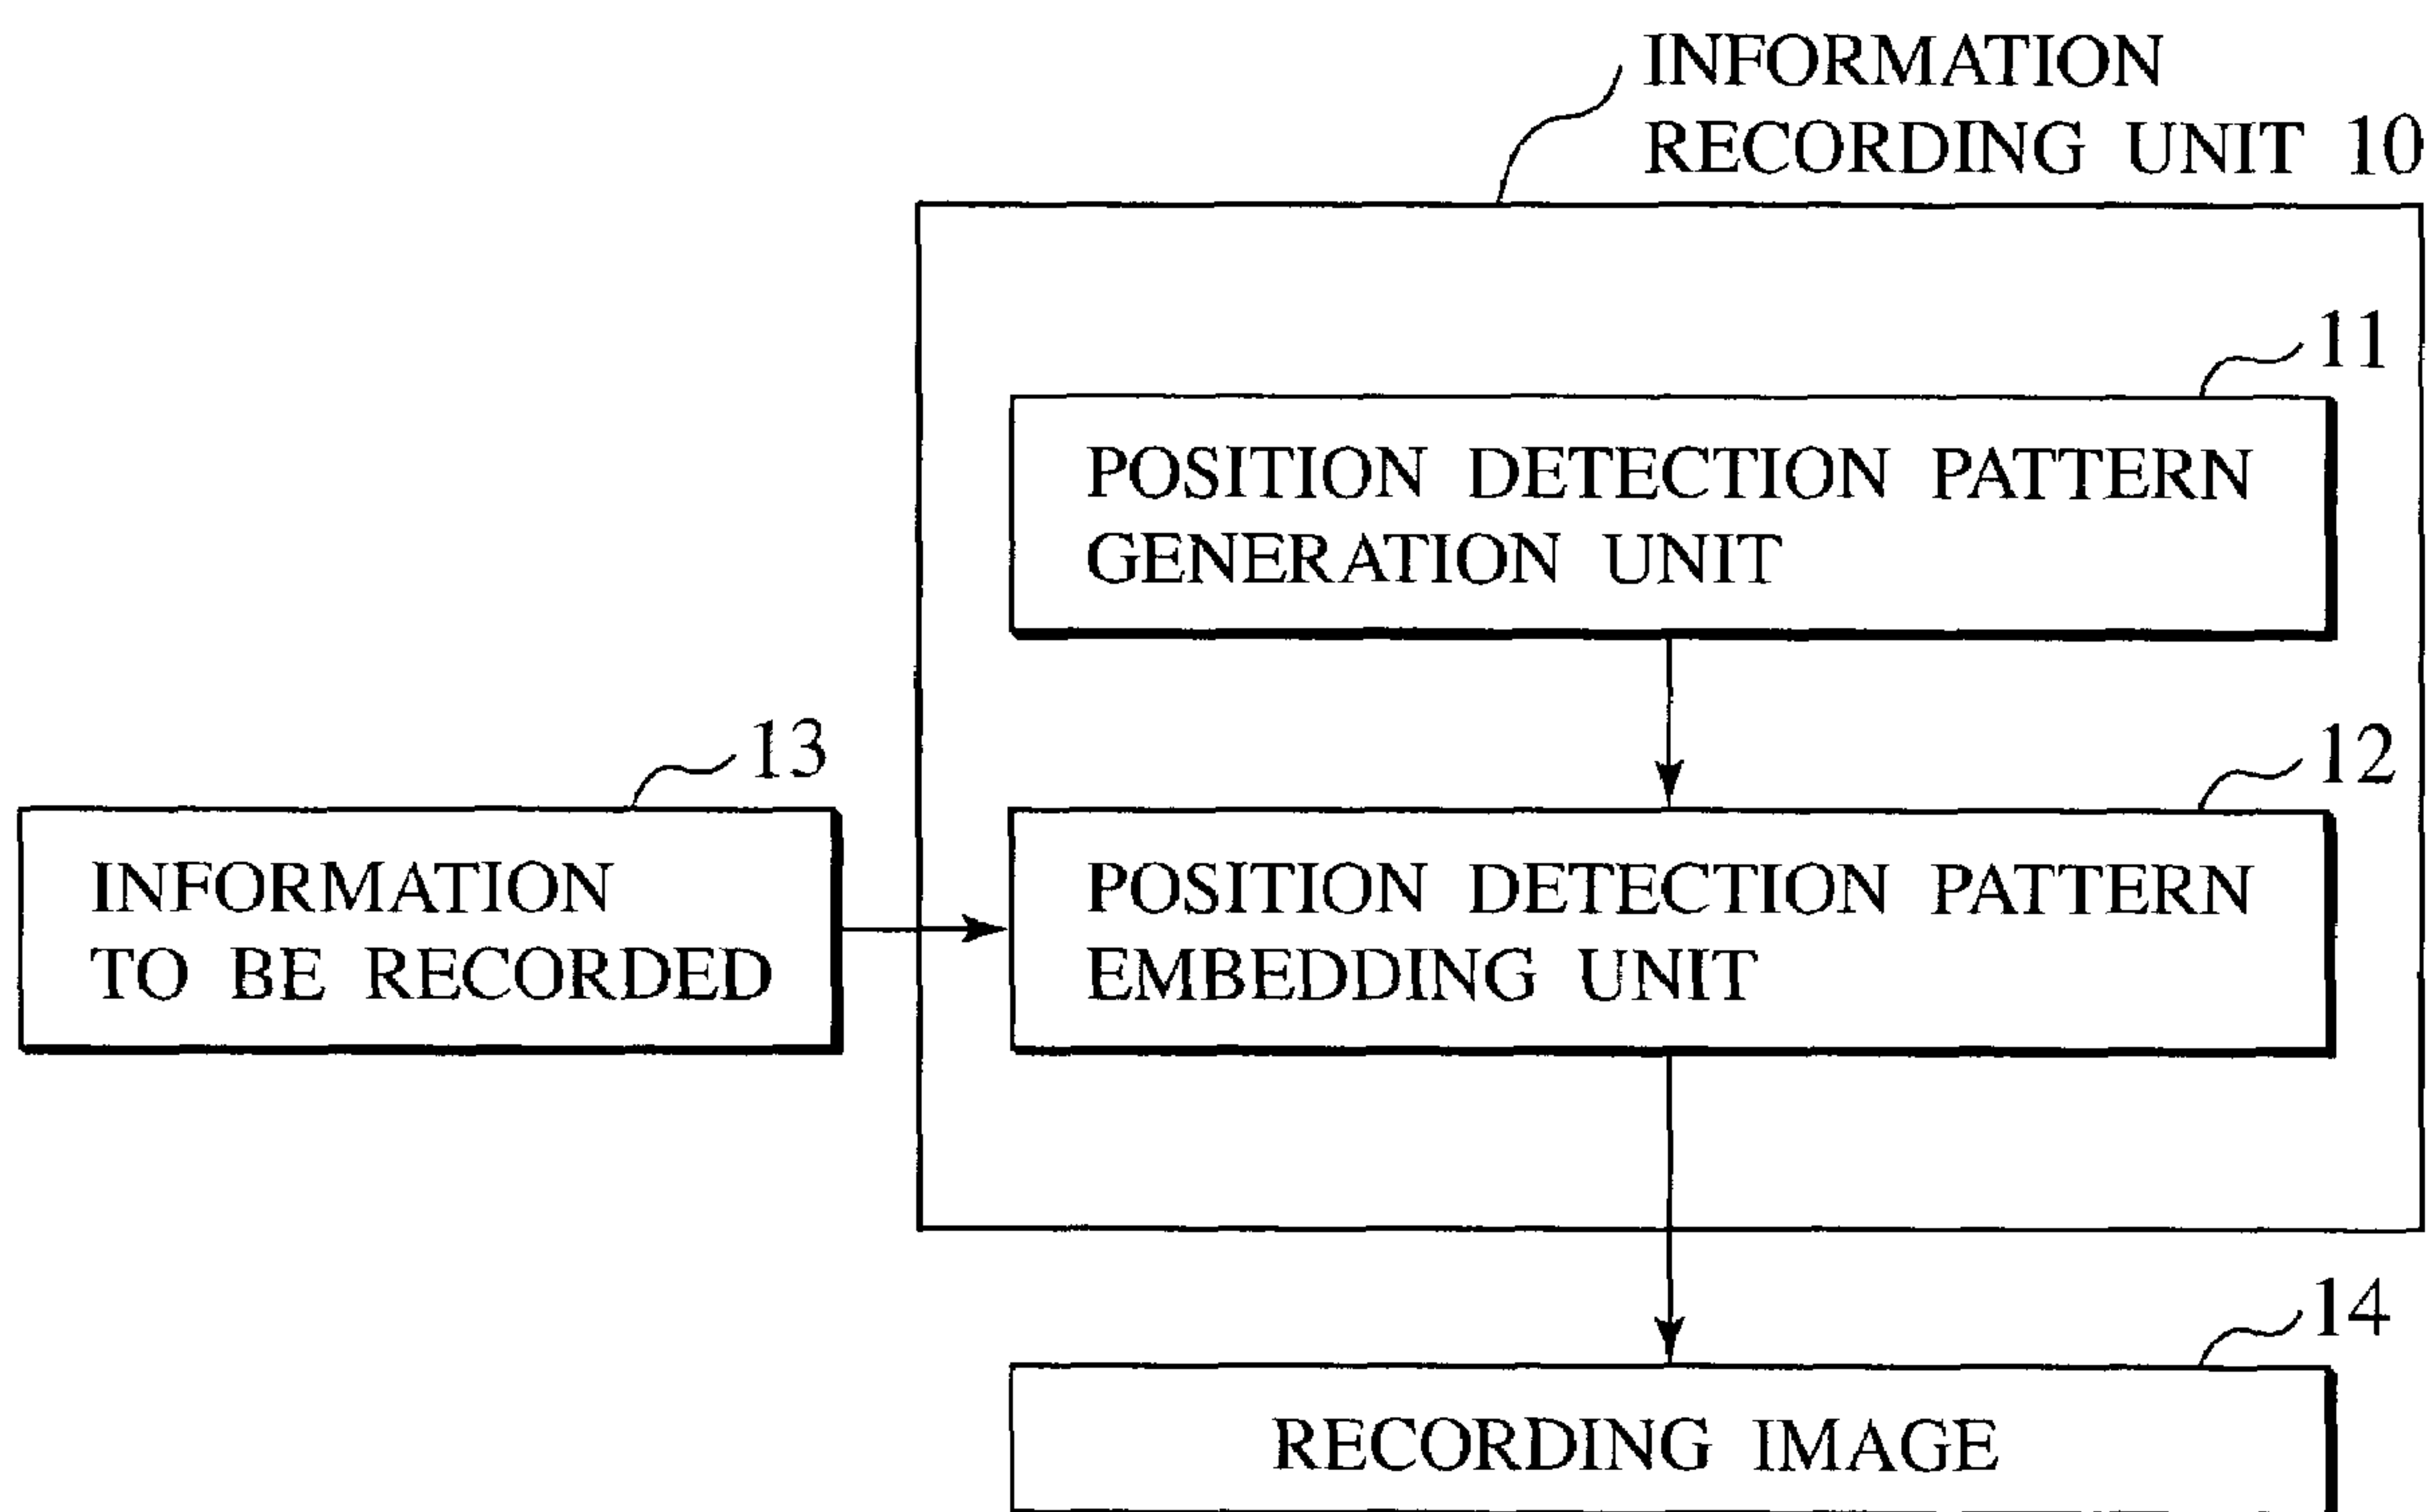 INFORMATION
RECORDING UNIT 10
11
POSITION DETECTION PATTERN
GENERATION UNIT
13
12
INFORMATION
TO BE RECORDED
POSITION DETECTION PATTERN
EMBEDDING UNIT
14
RECORDING IMAGE